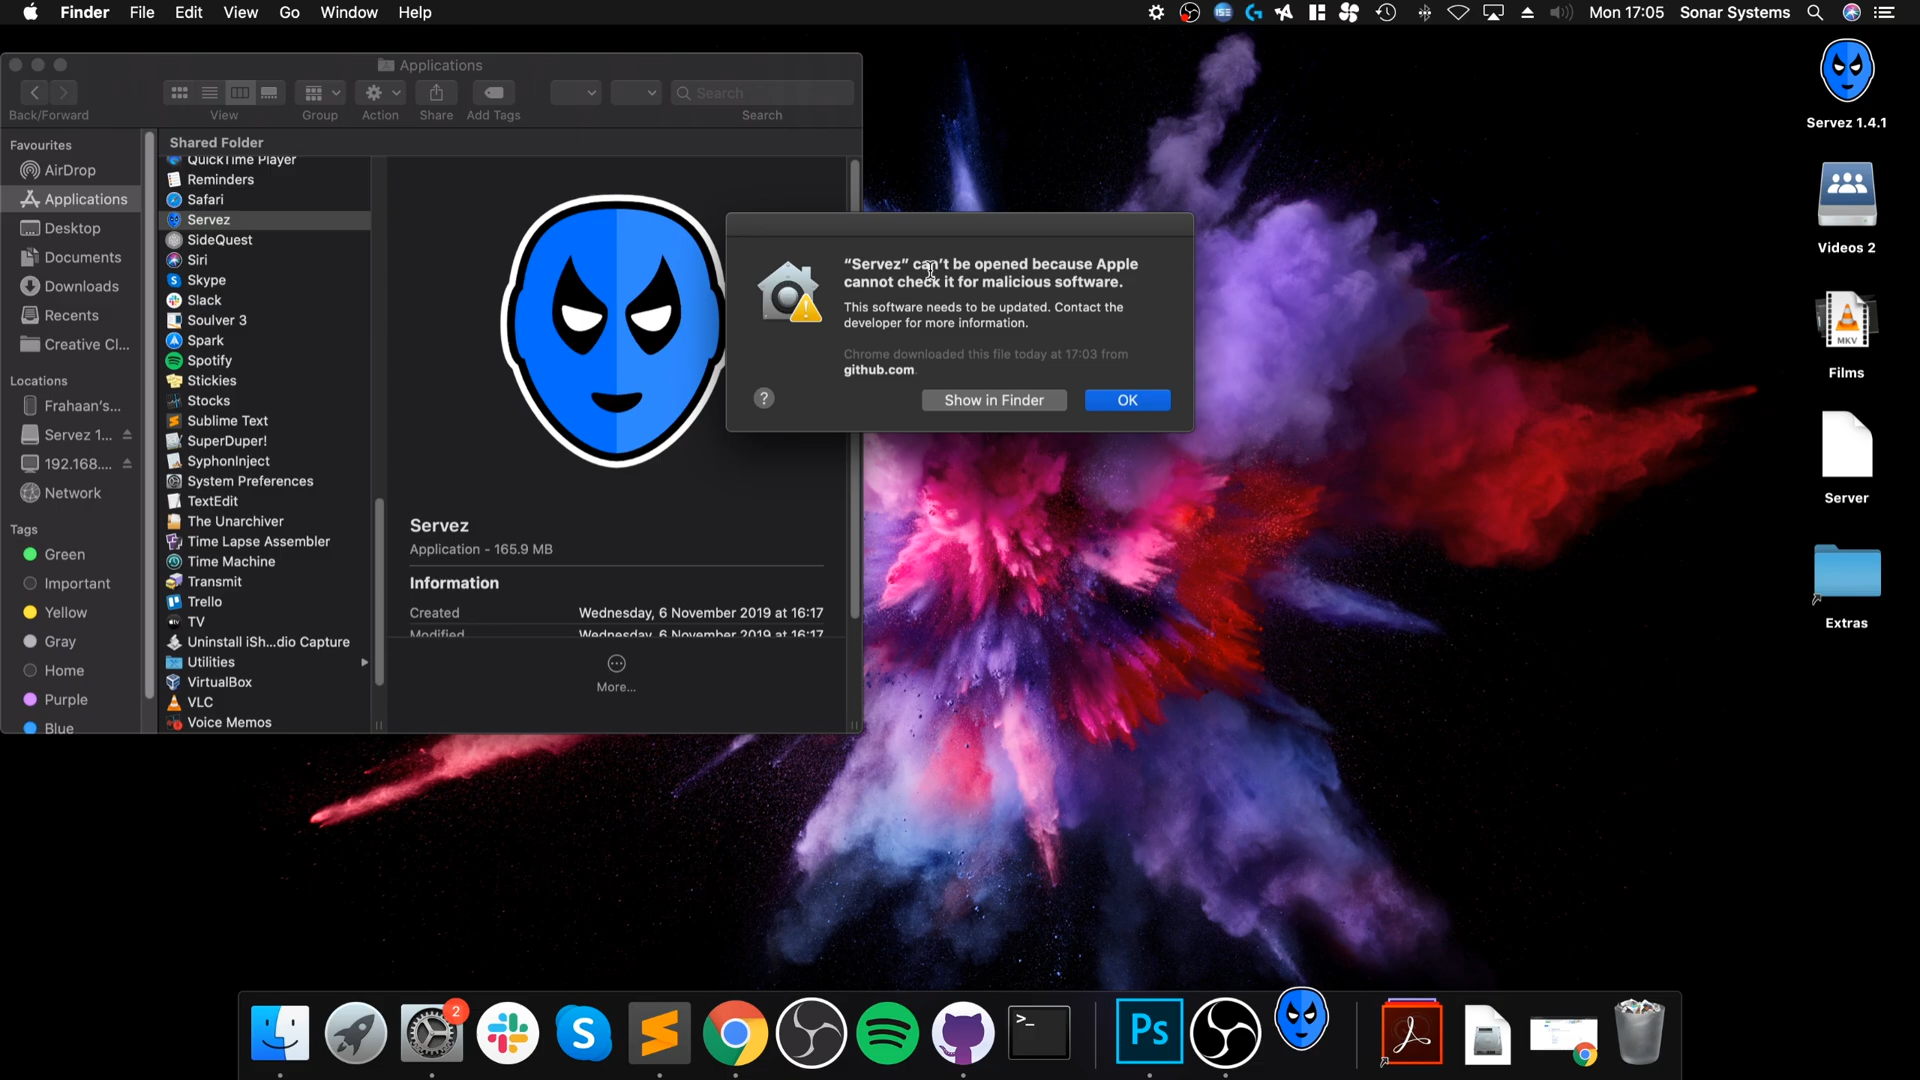 Finder File Edit View Go Window Help
Mon 17:05 Sonar Systems
Applications
Search
Back/Forward View Group Action Share Add Tags Search
Favourites
AirDrop
Applications
Desktop
Documents
Downloads
Recents
Creative Cl...
Locations
Frahaan's...
Servez 1...
192.168....
Network
Tags
Green
Important
Yellow
Gray
Home
Purple
Blue
Shared Folder
QuickTime Player
Reminders
Safari
Servez
SideQuest
Siri
Skype
Slack
Soulver 3
Spark
Spotify
Stickies
Stocks
Sublime Text
SuperDuper!
SyphonInject
System Preferences
TextEdit
The Unarchiver
Time Lapse Assembler
Time Machine
Transmit
Trello
TV
Uninstall iSh...dio Capture
Utilities
VirtualBox
VLC
Voice Memos
Servez
Application - 165.9 MB
Information
Created Wednesday, 6 November 2019 at 16:17
Modified Wednesday, 6 November 2019 at 16:17
More...
“Servez” can’t be opened because Apple
cannot check it for malicious software.
This software needs to be updated. Contact the
developer for more information.
Chrome downloaded this file today at 17:03 from
github.com.
? Show in Finder OK
Servez 1.4.1
Videos 2
MKV
Films
Server
Extras
2
S
>_
Ps